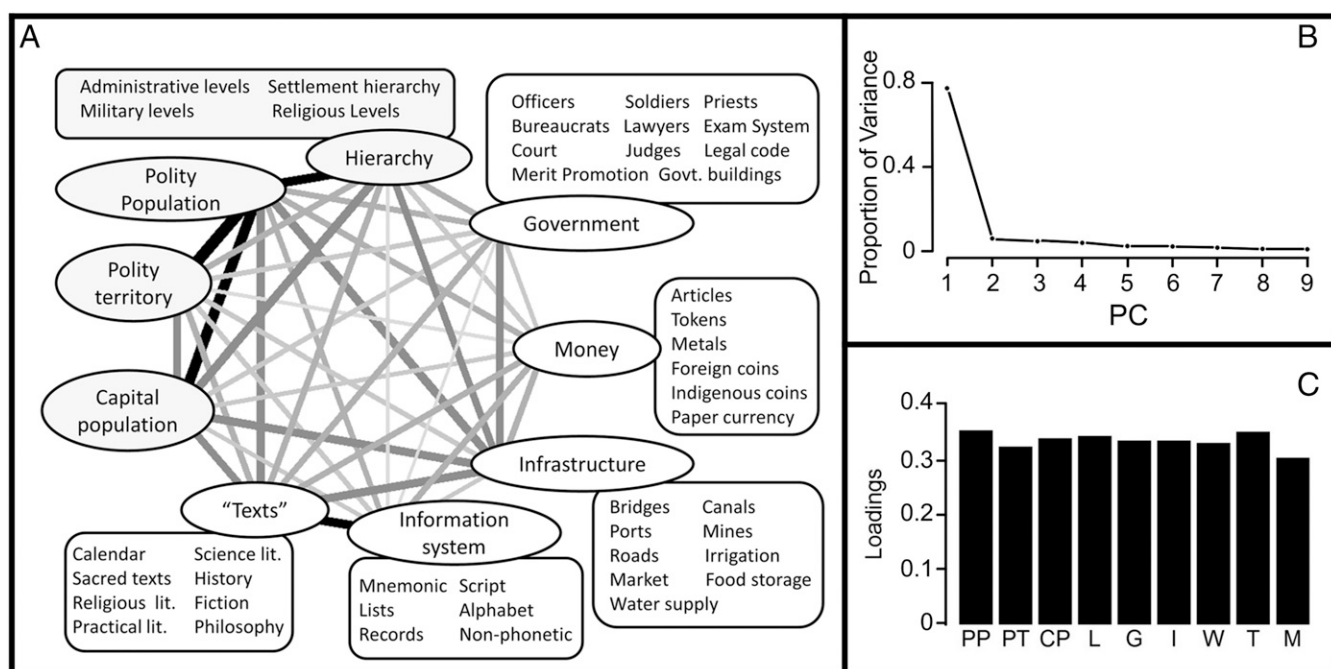 A
Administrative levels Settlement hierarchy
Military levels Religious Levels
Hierarchy
Officers Soldiers Priests
Bureaucrats Lawyers Exam System
Court Judges Legal code
Merit Promotion Govt. buildings
Government
Polity
Population
Polity
territory
Capital
population
Money
Articles
Tokens
Metals
Foreign coins
Indigenous coins
Paper currency
Infrastructure
Bridges Canals
Ports Mines
Roads Irrigation
Market Food storage
Water supply
Information
system
Mnemonic Script
Lists Alphabet
Records Non-phonetic
“Texts”
Calendar Science lit.
Sacred texts History
Religious lit. Fiction
Practical lit. Philosophy
B
Proportion of Variance
0.8
0.4
0
1 2 3 4 5 6 7 8 9
PC
C
Loadings
0.4
0.3
0.2
0.1
0
PP PT CP L G I W T M